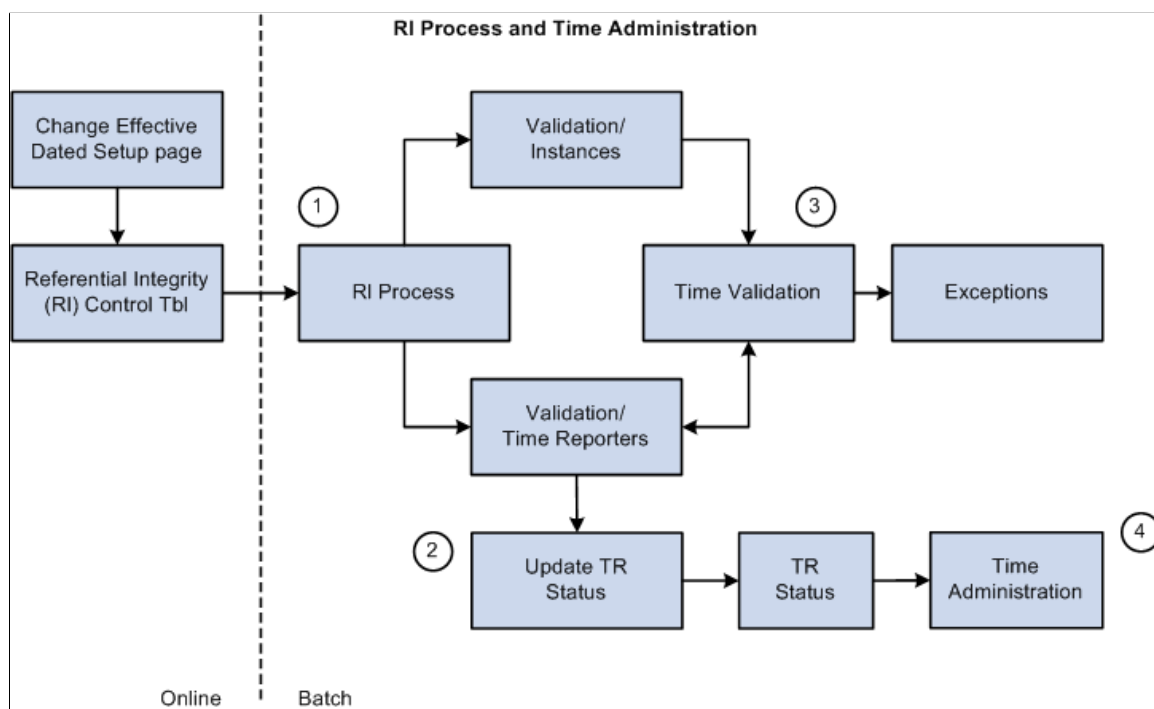 RI Process and Time Administration
Change Effective
Dated Setup page
Validation/
Instances
1
3
Referential Integrity
(RI) Control Tbl
RI Process
Time Validation
Exceptions
Validation/
Time Reporters
2
4
Update TR
Status
TR
Status
Time
Administration
Online
Batch